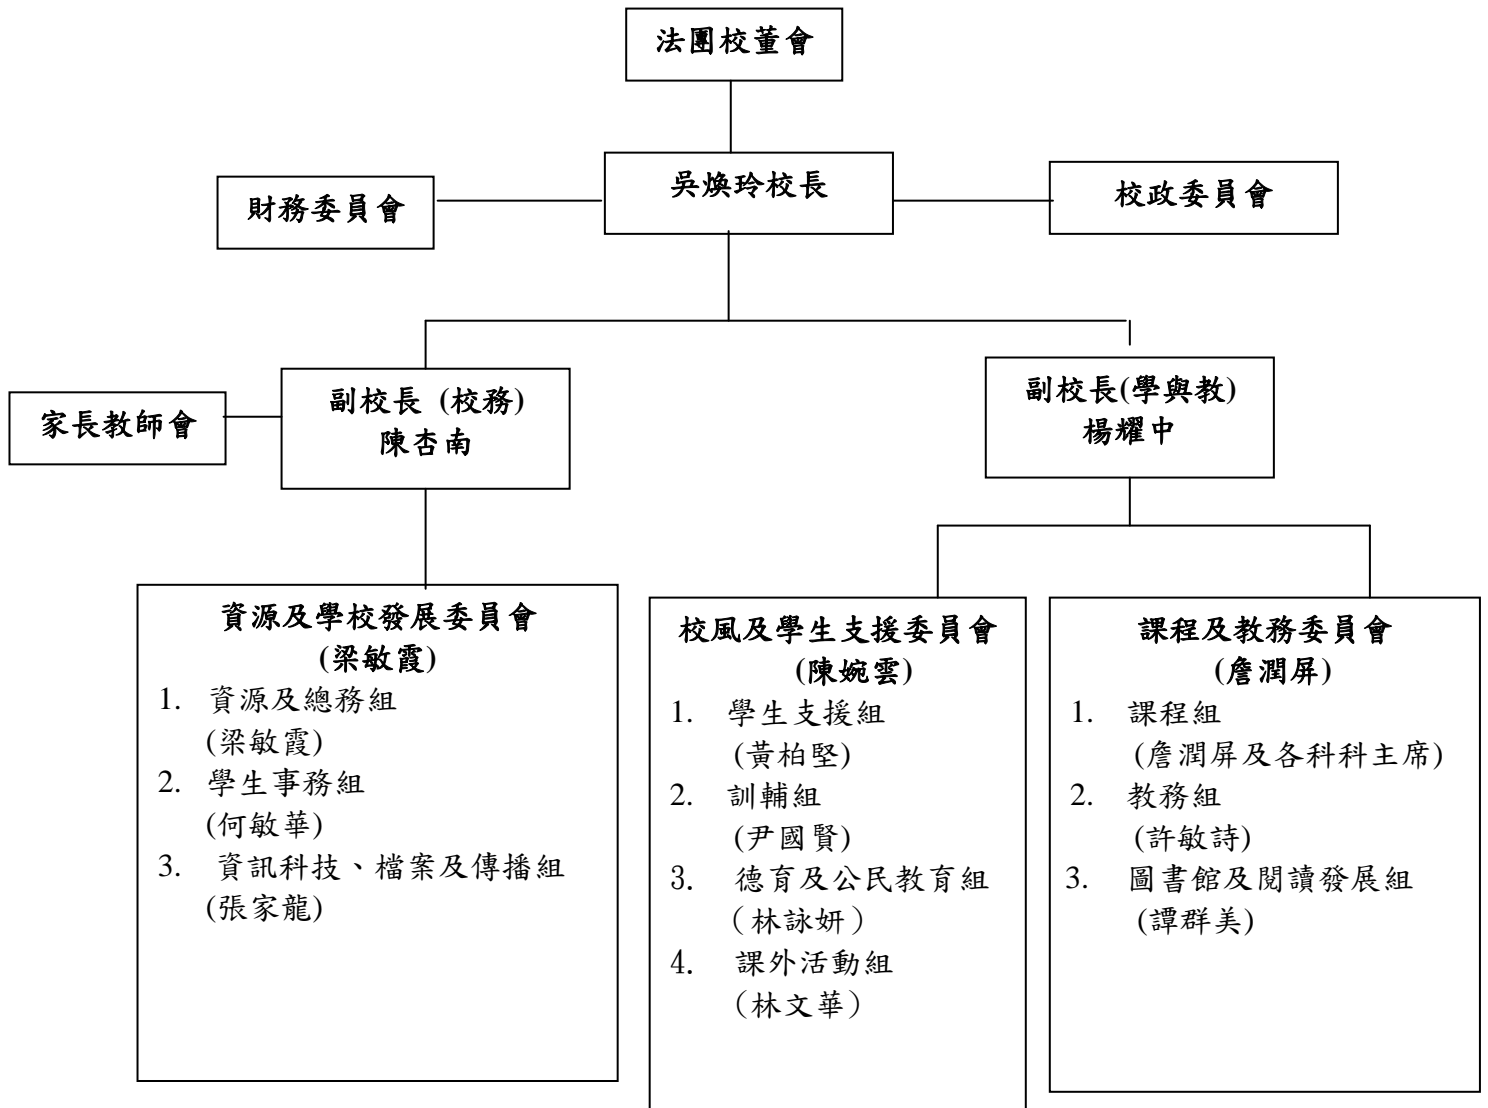 法團校董會
吳煥玲校長
財務委員會
校政委員會
副校長 (校務)
陳杏南
家長教師會
副校長(學與教)
楊耀中
資源及學校發展委員會
(梁敏霞)
1. 資源及總務組
(梁敏霞)
2. 學生事務組
(何敏華)
3. 資訊科技、檔案及傳播組
(張家龍)
校風及學生支援委員會
(陳婉雲)
1. 學生支援組
(黃柏堅)
2. 訓輔組
(尹國賢)
3. 德育及公民教育組
（林詠妍）
4. 課外活動組
（林文華）
課程及教務委員會
(詹潤屏)
1. 課程組
(詹潤屏及各科科主席)
2. 教務組
(許敏詩)
3. 圖書館及閱讀發展組
(譚群美)